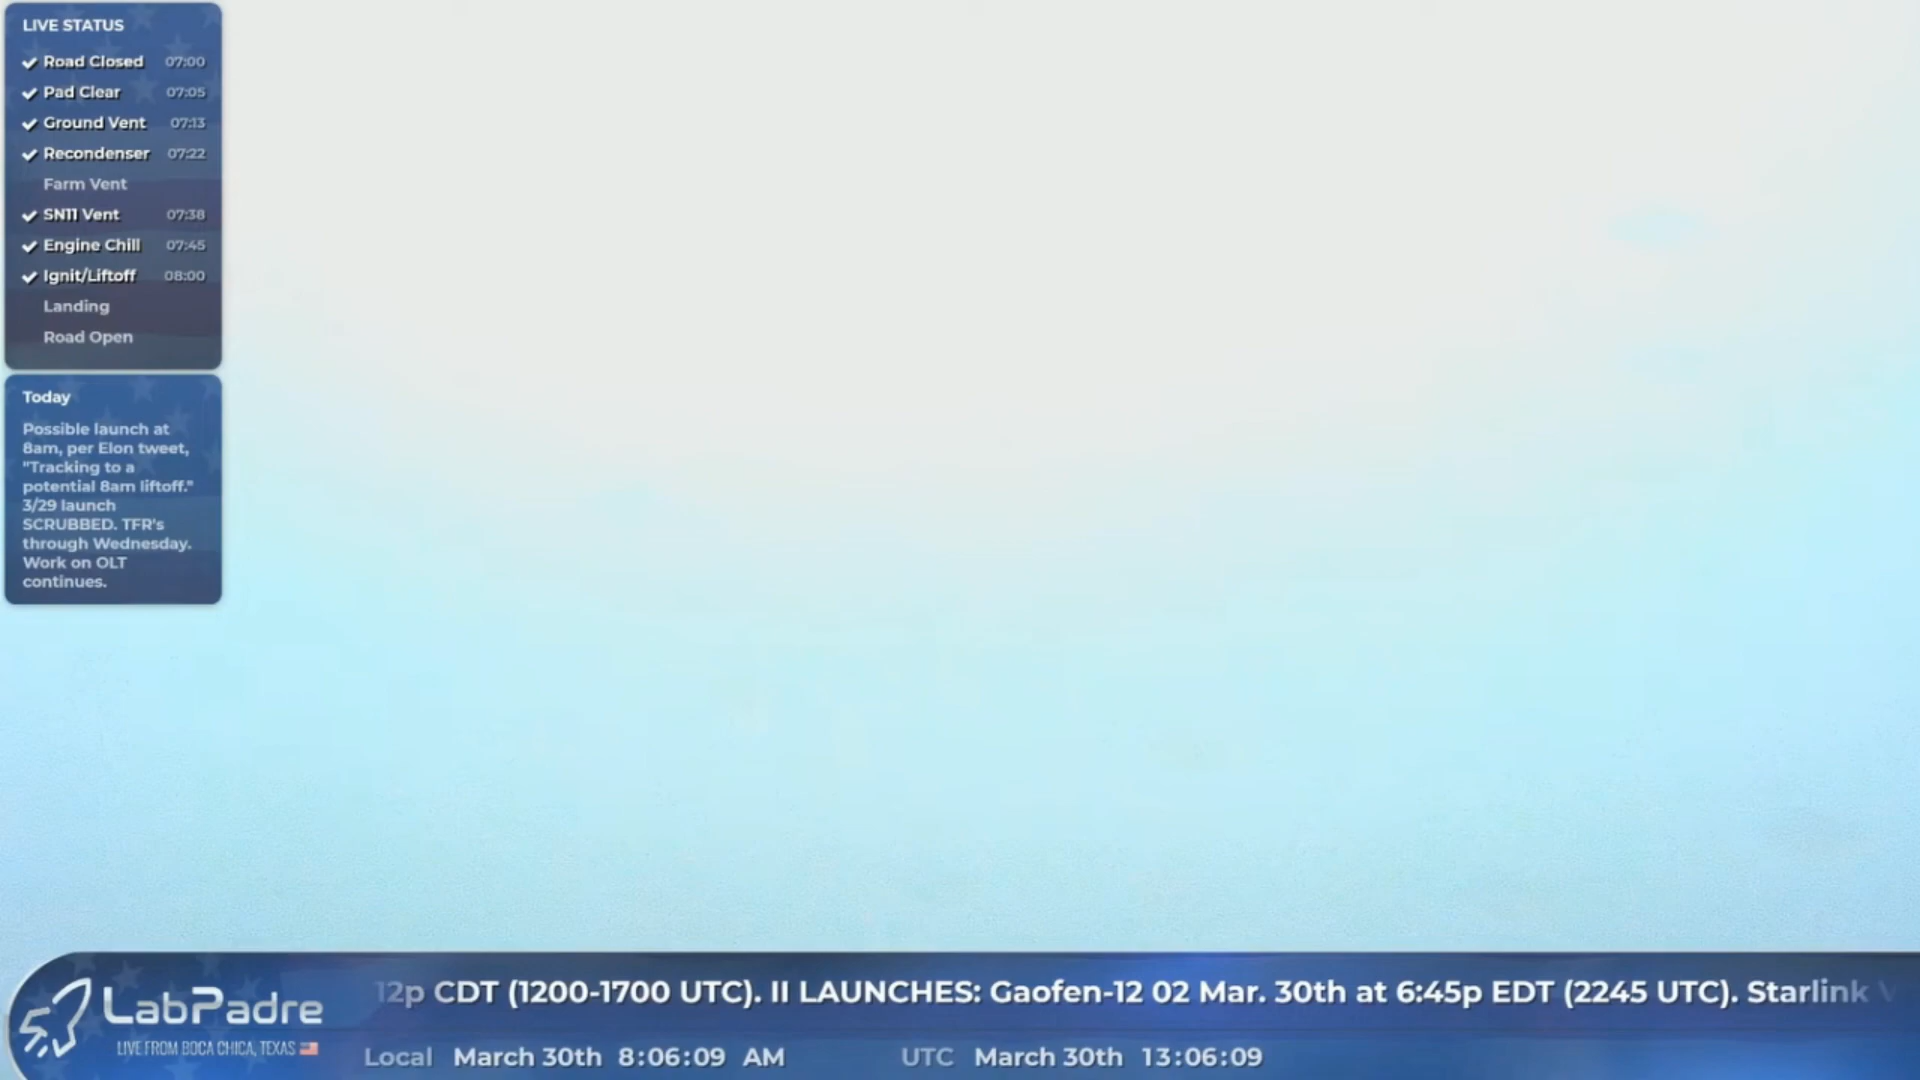 LIVE STATUS
Road Closed 07:00
Pad Clear 07:05
Ground Vent 07:13
Recondenser 07:22
Farm Vent
SN11 Vent 07:38
Engine Chill 07:45
Ignit/Liftoff 08:00
Landing
Road Open
Today
Possible launch at
8am, per Elon tweet,
"Tracking to a
potential 8am liftoff."
3/29 launch
SCRUBBED. TFR's
through Wednesday.
Work on OLT
continues.
12p CDT (1200-1700 UTC). II LAUNCHES: Gaofen-12 02 Mar. 30th at 6:45p EDT (2245 UTC). Starlink V
LabPadre
LIVE FROM BOCA CHICA, TEXAS
Local March 30th 8:06:09 AM UTC March 30th 13:06:09